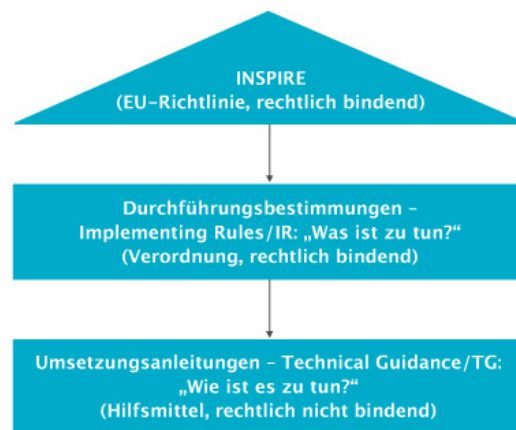 INSPIRE
(EU-Richtlinie, rechtlich bindend)
Durchführungsbestimmungen –
Implementing Rules/IR: „Was ist zu tun?“
(Verordnung, rechtlich bindend)
Umsetzungsanleitungen – Technical Guidance/TG:
„Wie ist es zu tun?“
(Hilfsmittel, rechtlich nicht bindend)